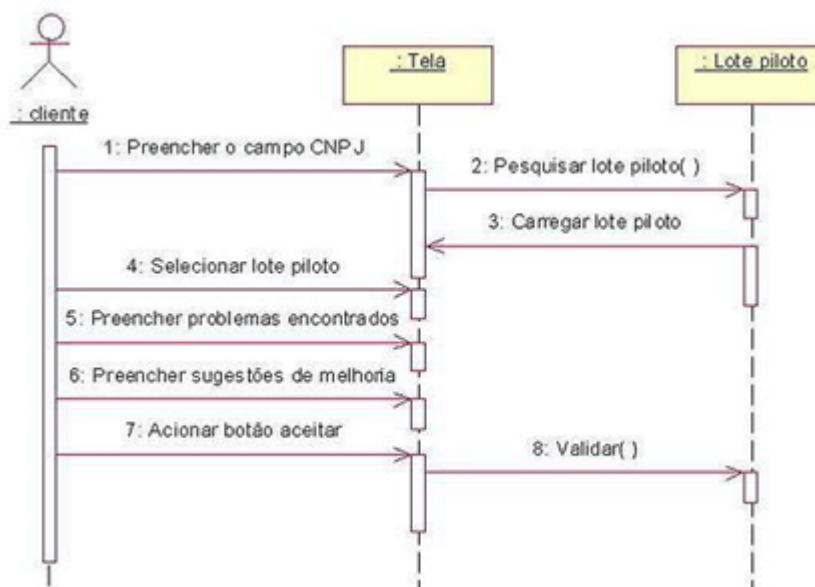 : cliente
: Tela
: Lote piloto
1: Preencher o campo CNPJ
2: Pesquisar lote piloto( )
3: Carregar lote piloto
4: Selecionar lote piloto
5: Preencher problemas encontrados
6: Preencher sugestões de melhoria
7: Acionar botão aceitar
8: Validar( )